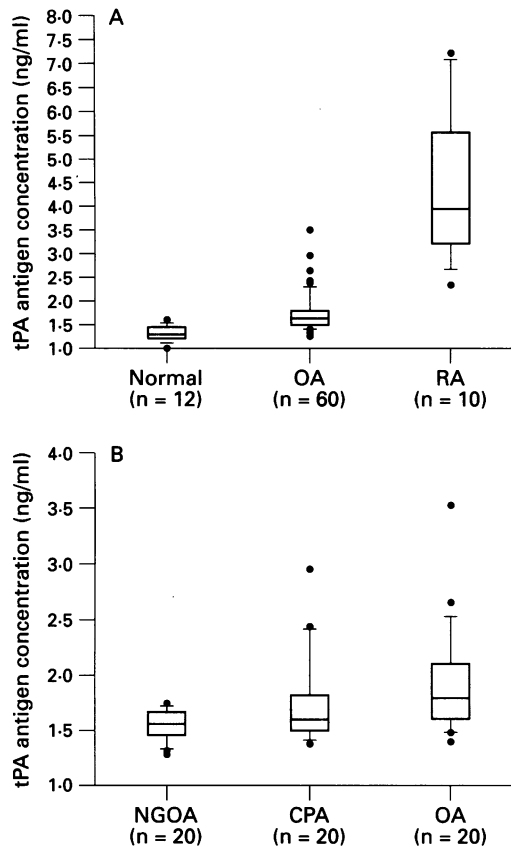 A
tPA antigen concentration (ng/ml)
8·0
7·5
7·0
6·5
6·0
5·5
5·0
4·5
4·0
3·5
3·0
2·5
2·0
1·5
1·0
Normal OA RA
(n = 12) (n = 60) (n = 10)
B
tPA antigen concentration (ng/ml)
4·0
3·5
3·0
2·5
2·0
1·5
1·0
NGOA CPA OA
(n = 20) (n = 20) (n = 20)